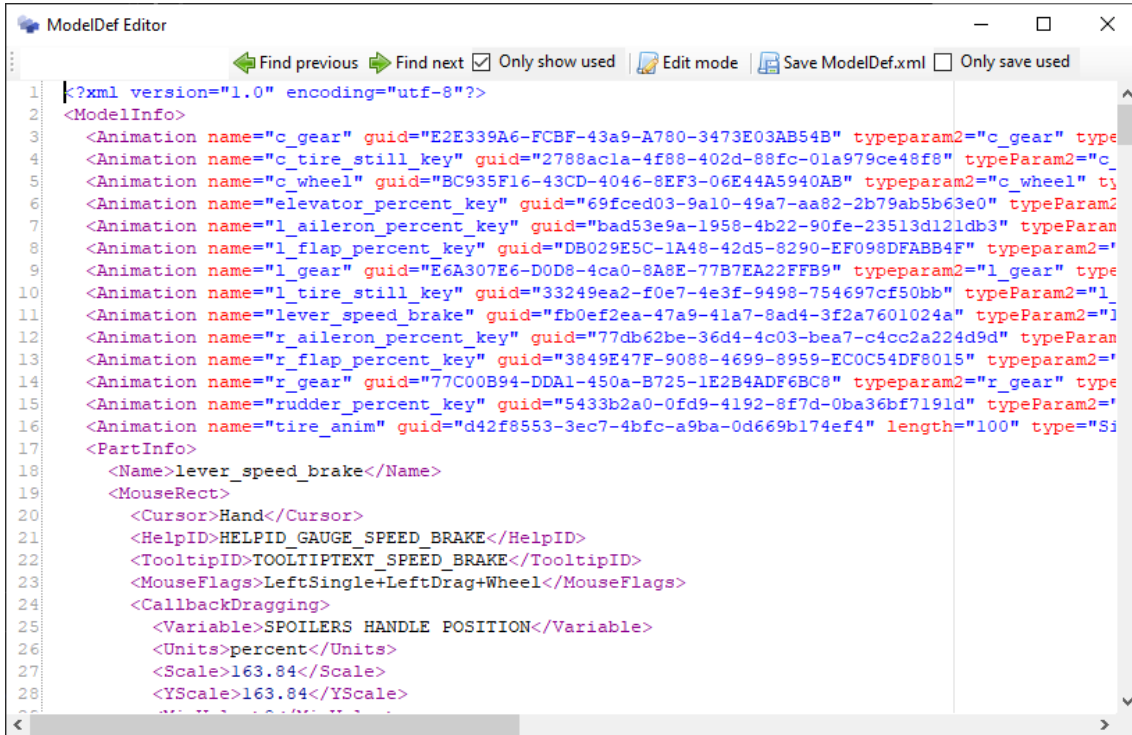 ModelDef Editor
Find previous Find next Only show used Edit mode Save ModelDef.xml Only save used
1 <?xml version="1.0" encoding="utf-8"?>
2 <ModelInfo>
3 <Animation name="c_gear" guid="E2E339A6-FCBF-43a9-A780-3473E03AB54B" typeparam2="c_gear" type
4 <Animation name="c_tire_still_key" guid="2788ac1a-4f88-402d-88fc-01a979ce48f8" typeParam2="c_
5 <Animation name="c_wheel" guid="BC935F16-43CD-4046-8EF3-06E44A5940AB" typeparam2="c_wheel" ty
6 <Animation name="elevator_percent_key" guid="69fced03-9a10-49a7-aa82-2b79ab5b63e0" typeParam2
7 <Animation name="l_aileron_percent_key" guid="bad53e9a-1958-4b22-90fe-23513d121db3" typeParam
8 <Animation name="l_flap_percent_key" guid="DB029E5C-1A48-42d5-8290-EF098DFABB4F" typeparam2="
9 <Animation name="l_gear" guid="E6A307E6-D0D8-4ca0-8A8E-77B7EA22FFB9" typeparam2="l_gear" type
10 <Animation name="l_tire_still_key" guid="33249ea2-f0e7-4e3f-9498-754697cf50bb" typeParam2="l_
11 <Animation name="lever_speed_brake" guid="fb0ef2ea-47a9-41a7-8ad4-3f2a7601024a" typeParam2="l
12 <Animation name="r_aileron_percent_key" guid="77db62be-36d4-4c03-bea7-c4cc2a224d9d" typeParam
13 <Animation name="r_flap_percent_key" guid="3849E47F-9088-4699-8959-EC0C54DF8015" typeparam2="
14 <Animation name="r_gear" guid="77C00B94-DDA1-450a-B725-1E2B4ADF6BC8" typeparam2="r_gear" type
15 <Animation name="rudder_percent_key" guid="5433b2a0-0fd9-4192-8f7d-0ba36bf7191d" typeParam2="
16 <Animation name="tire_anim" guid="d42f8553-3ec7-4bfc-a9ba-0d669b174ef4" length="100" type="Si
17 <PartInfo>
18 <Name>lever_speed_brake</Name>
19 <MouseRect>
20 <Cursor>Hand</Cursor>
21 <HelpID>HELPID_GAUGE_SPEED_BRAKE</HelpID>
22 <TooltipID>TOOLTIPTEXT_SPEED_BRAKE</TooltipID>
23 <MouseFlags>LeftSingle+LeftDrag+Wheel</MouseFlags>
24 <CallbackDragging>
25 <Variable>SPOILERS HANDLE POSITION</Variable>
26 <Units>percent</Units>
27 <Scale>163.84</Scale>
28 <YScale>163.84</YScale>